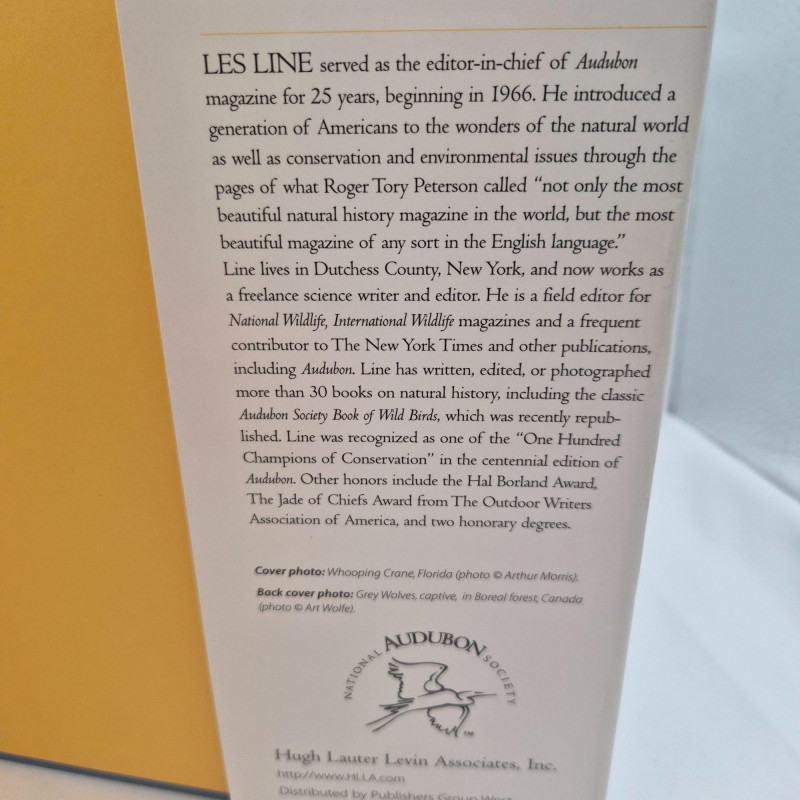 LES LINE served as the editor-in-chief of Audubon
magazine for 25 years, beginning in 1966. He introduced a
generation of Americans to the wonders of the natural world
as well as conservation and environmental issues through the
pages of what Roger Tory Peterson called “not only the most
beautiful natural history magazine in the world, but the most
beautiful magazine of any sort in the English language.”
Line lives in Dutchess County, New York, and now works as
a freelance science writer and editor. He is a field editor for
National Wildlife, International Wildlife magazines and a frequent
contributor to The New York Times and other publications,
including Audubon. Line has written, edited, or photographed
more than 30 books on natural history, including the classic
Audubon Society Book of Wild Birds, which was recently repub-
lished. Line was recognized as one of the “One Hundred
Champions of Conservation” in the centennial edition of
Audubon. Other honors include the Hal Borland Award,
The Jade of Chiefs Award from The Outdoor Writers
Association of America, and two honorary degrees.
Cover photo: Whooping Crane, Florida (photo © Arthur Morris).
Back cover photo: Grey Wolves, captive, in Boreal forest, Canada
(photo © Art Wolfe).
NATIONAL AUDUBON SOCIETY
TM
Hugh Lauter Levin Associates, Inc.
http://www.HLLA.com
Distributed by Publishers Group West